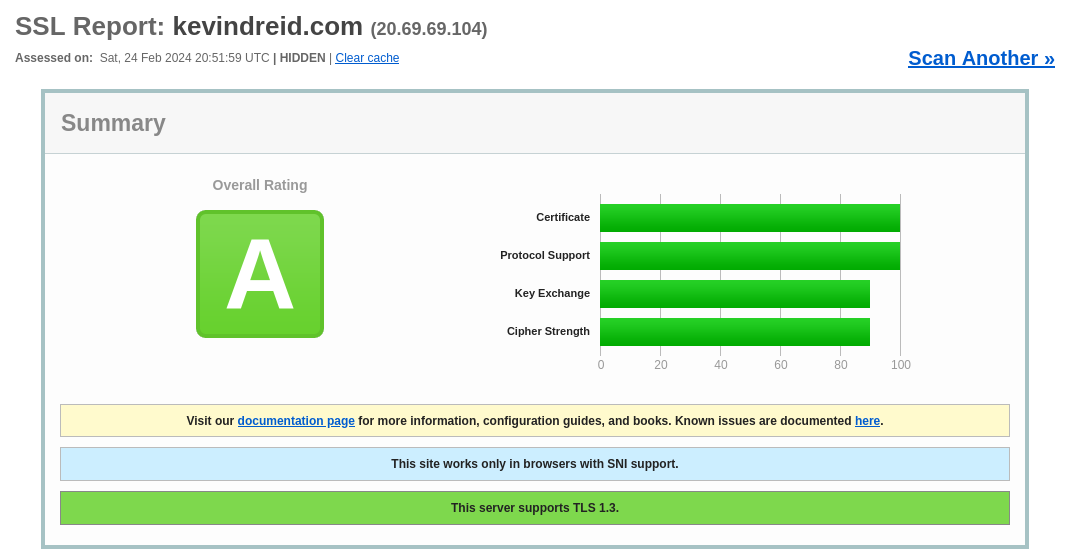 SSL Report: kevindreid.com (20.69.69.104)
Assessed on: Sat, 24 Feb 2024 20:51:59 UTC | HIDDEN | Clear cache
Scan Another »
Summary
Overall Rating
A
Certificate
Protocol Support
Key Exchange
Cipher Strength
0 20 40 60 80 100
Visit our documentation page for more information, configuration guides, and books. Known issues are documented here.
This site works only in browsers with SNI support.
This server supports TLS 1.3.